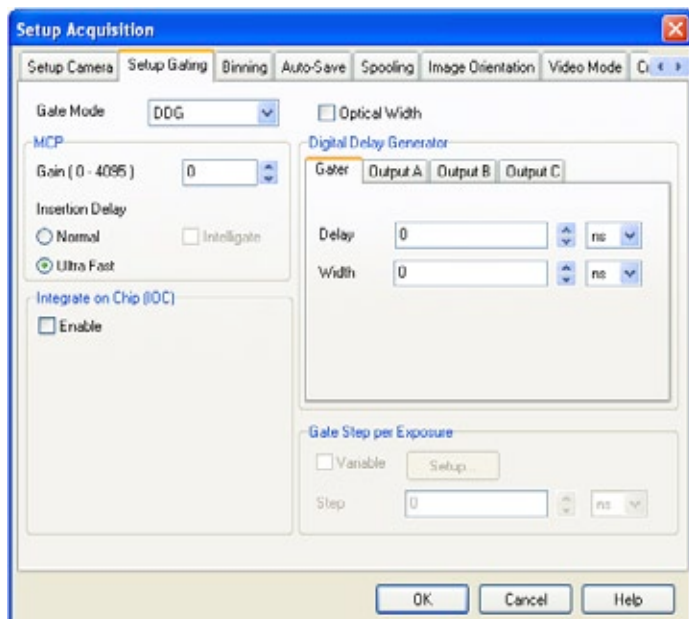 Setup Acquisition
Setup Camera Setup Gating Binning Auto-Save Spooling Image Orientation Video Mode
Gate Mode DDG Optical Width
MCP
Gain ( 0 - 4095 ) 0
Insertion Delay
Normal Intelligate
Ultra Fast
Integrate on Chip (IOC)
Enable
Digital Delay Generator
Gater Output A Output B Output C
Delay 0 ns
Width 0 ns
Gate Step per Exposure
Variable Setup...
Step 0 ns
OK Cancel Help